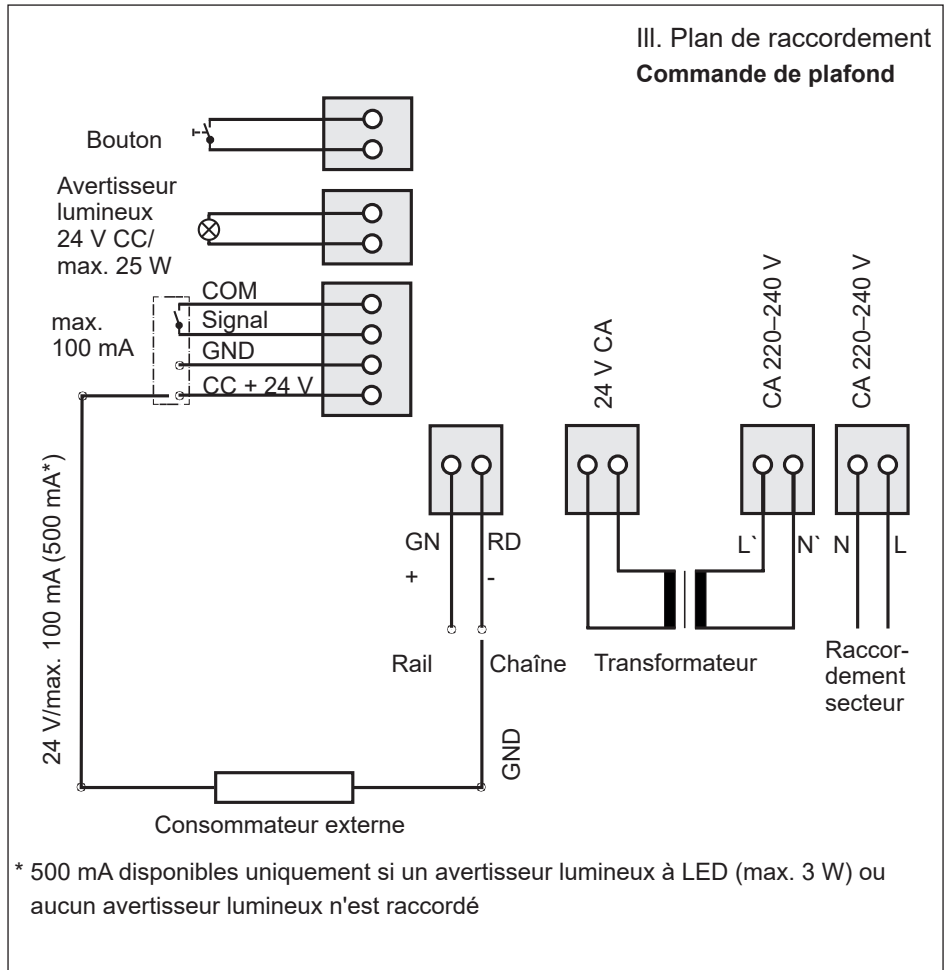 III. Plan de raccordement
Commande de plafond
Bouton
Avertisseur
lumineux
24 V CC/
max. 25 W
max.
100 mA
COM
Signal
GND
CC + 24 V
24 V CA
CA 220–240 V
CA 220–240 V
GN
RD
+
-
L`
N`
N
L
Rail
Chaîne
Transformateur
Raccor-
dement
secteur
24 V/max. 100 mA (500 mA*)
GND
Consommateur externe
* 500 mA disponibles uniquement si un avertisseur lumineux à LED (max. 3 W) ou
aucun avertisseur lumineux n'est raccordé